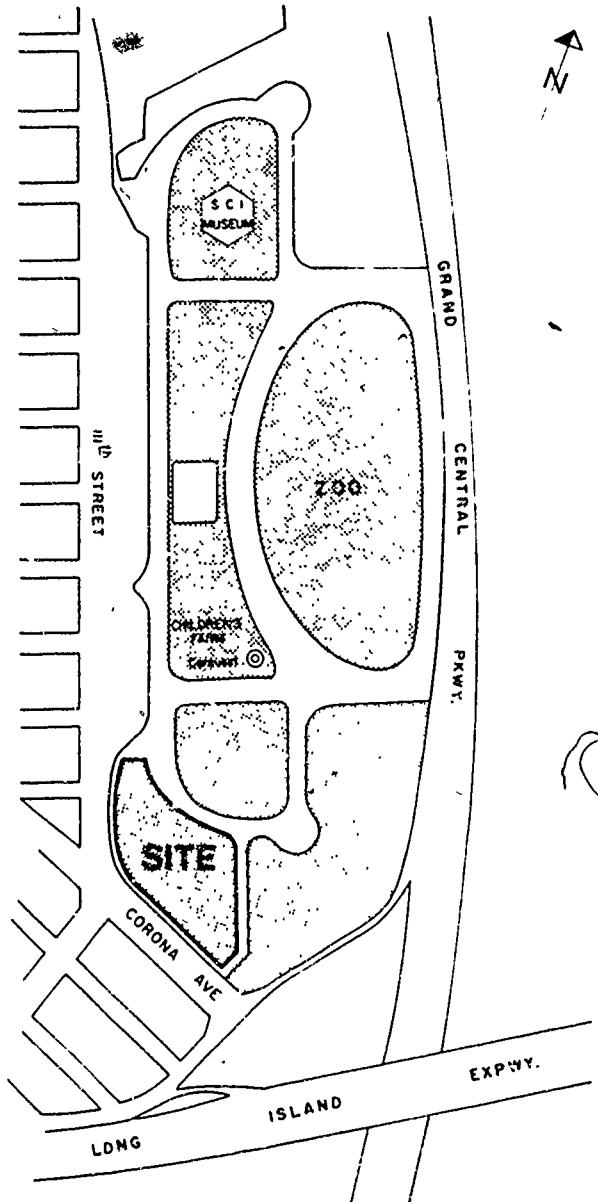 N
SCI
MUSEUM
GRAND
CENTRAL
PKWY.
111th STREET
ZOO
CHILDREN'S
FARM
Carousel
SITE
CORONA
AVE
LONG
ISLAND
EXPWY.